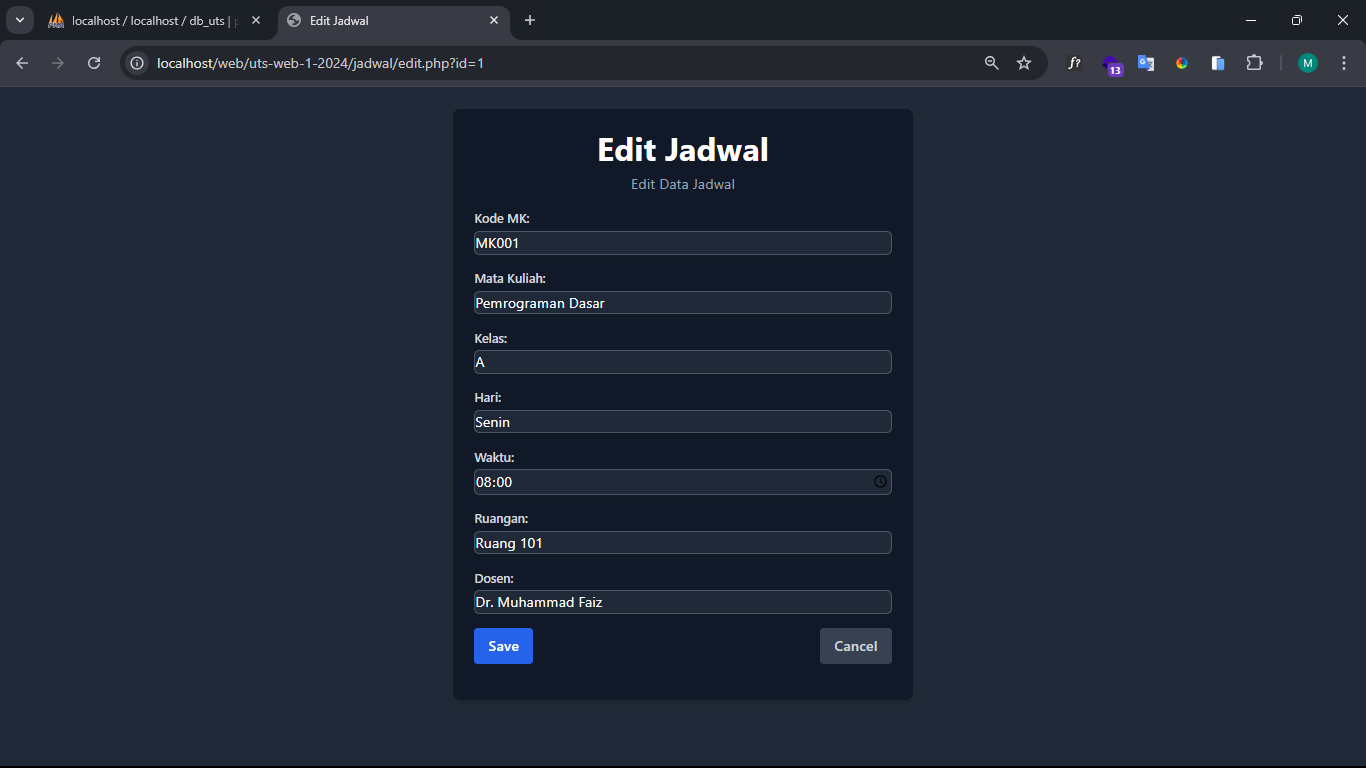 localhost / localhost / db_uts |
Edit Jadwal
localhost/web/uts-web-1-2024/jadwal/edit.php?id=1
f?
13
M
Edit Jadwal
Edit Data Jadwal
Kode MK:
MK001
Mata Kuliah:
Pemrograman Dasar
Kelas:
A
Hari:
Senin
Waktu:
08:00
Ruangan:
Ruang 101
Dosen:
Dr. Muhammad Faiz
Save
Cancel